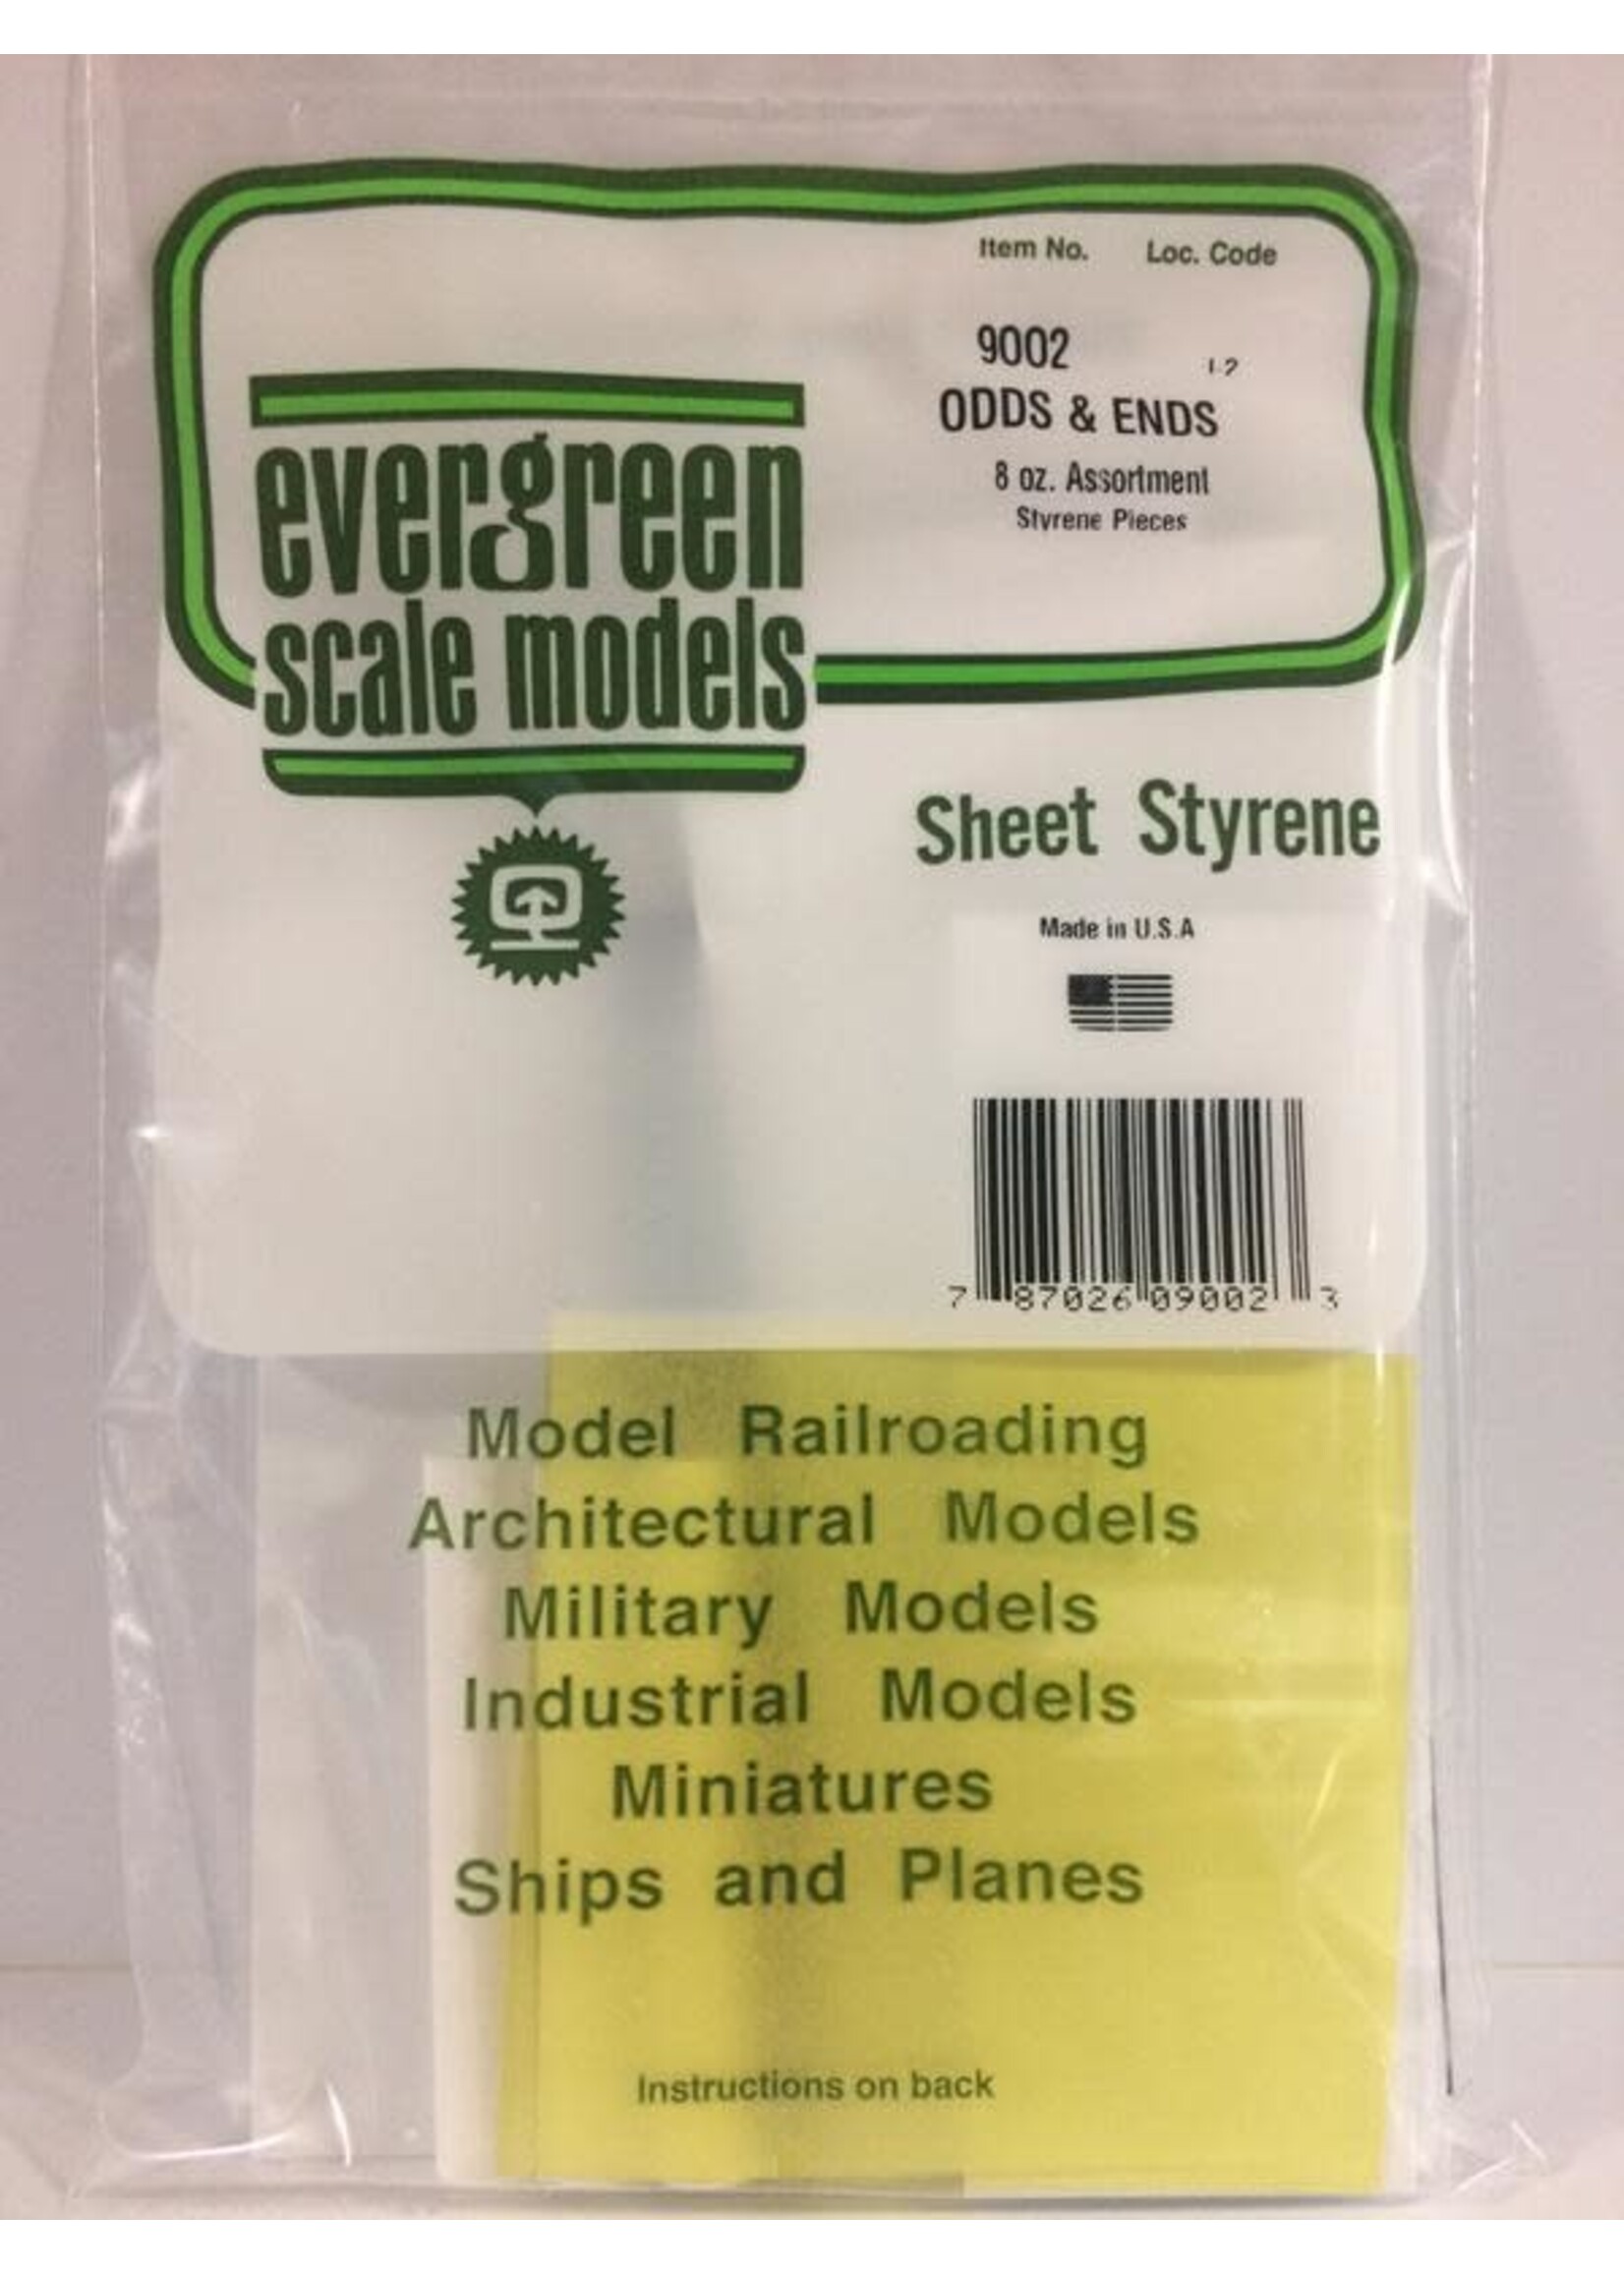 Item No. Loc. Code
9002
ODDS & ENDS
8 oz. Assortment
Styrene Pieces
evergreen
scale models
Sheet Styrene
Made in U.S.A
7 87026 09002 3
Model Railroading
Architectural Models
Military Models
Industrial Models
Miniatures
Ships and Planes
Instructions on back